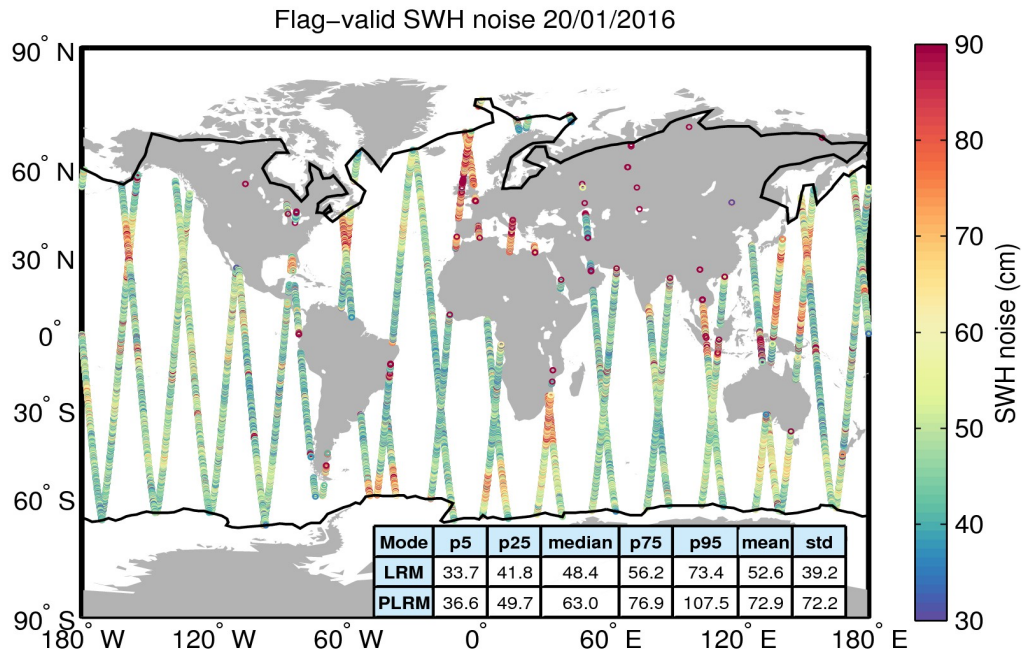 Flag−valid SWH noise 20/01/2016
90° N
60° N
30° N
0°
30° S
60° S
90° S
180° W
120° W
60° W
0°
60° E
120° E
180° E
90
80
70
60
50
40
30
SWH noise (cm)
Mode p5 p25 median p75 p95 mean std
LRM 33.7 41.8 48.4 56.2 73.4 52.6 39.2
PLRM 36.6 49.7 63.0 76.9 107.5 72.9 72.2